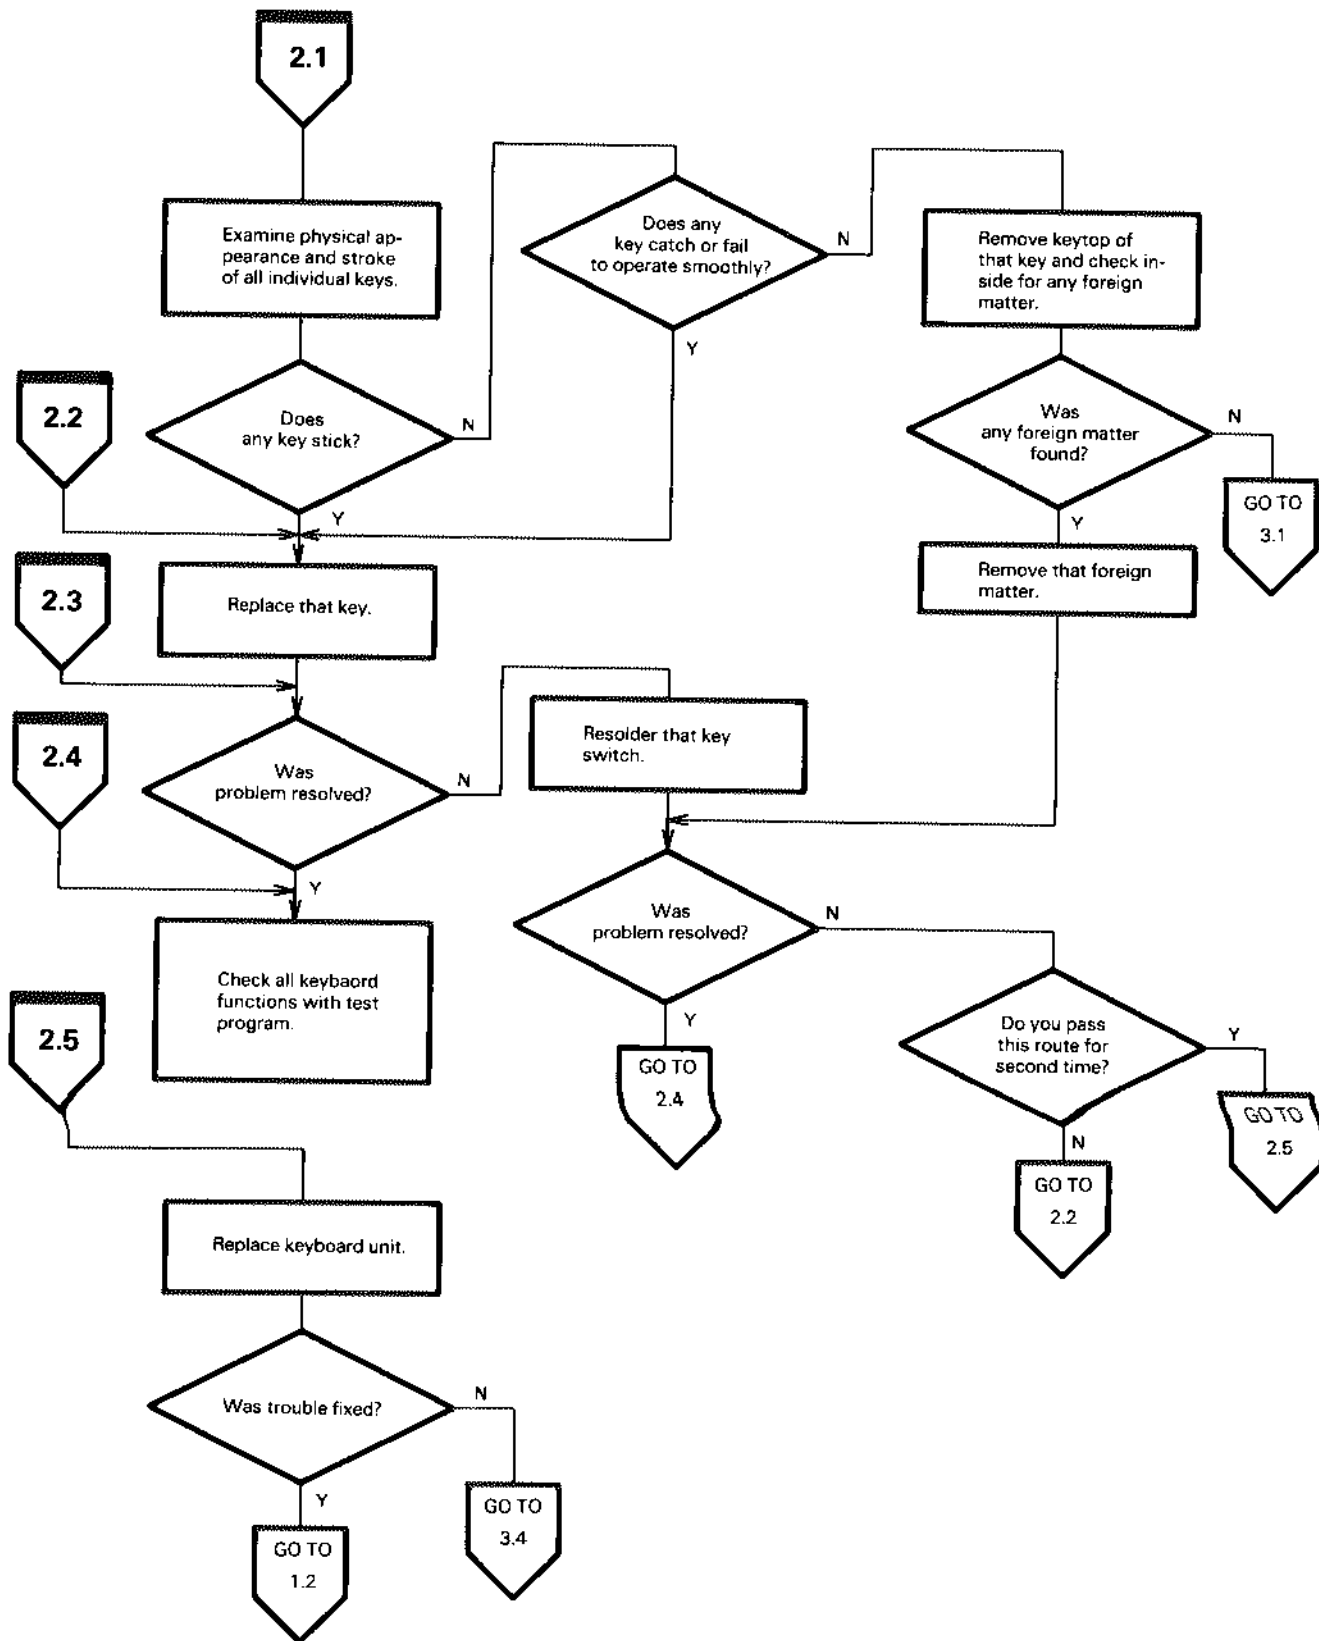 2.1
Examine physical ap-
pearance and stroke
of all individual keys.
Does
any key stick?
N
Y
Does any
key catch or fail
to operate smoothly?
N
Y
Remove keytop of
that key and check in-
side for any foreign
matter.
Was
any foreign matter
found?
N
GO TO
3.1
Y
Remove that foreign
matter.
2.2
Replace that key.
2.3
Was
problem resolved?
N
Y
Resolder that key
switch.
2.4
Check all keybaord
functions with test
program.
Was
problem resolved?
N
Y
GO TO
2.4
Do you pass
this route for
second time?
Y
GO TO
2.5
N
GO TO
2.2
2.5
Replace keyboard unit.
Was trouble fixed?
N
GO TO
3.4
Y
GO TO
1.2